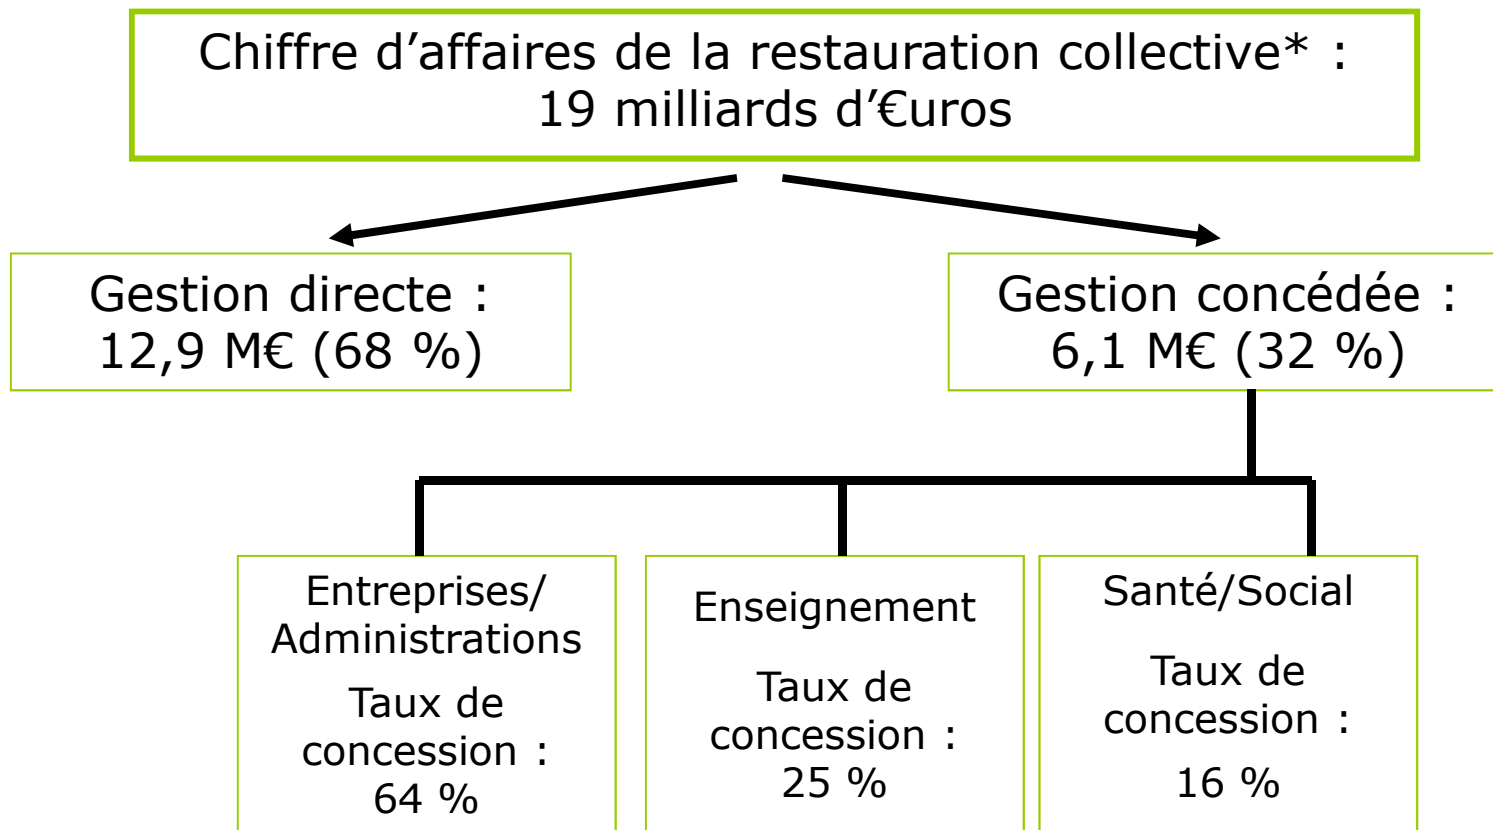 Chiffre d’affaires de la restauration collective* :
19 milliards d’€uros
Gestion directe :
12,9 M€ (68 %)
Gestion concédée :
6,1 M€ (32 %)
Entreprises/
Administrations
Taux de
concession :
64 %
Enseignement
Taux de
concession :
25 %
Santé/Social
Taux de
concession :
16 %